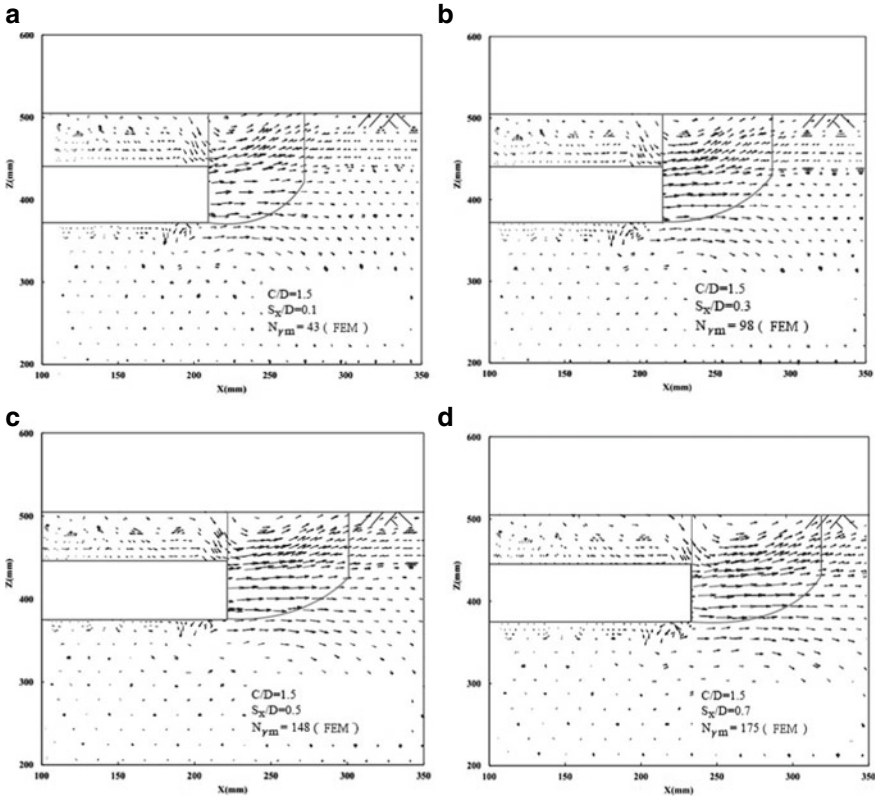 a
600
500
400
300
200
Z(mm)
C/D=1.5
Sx/D=0.1
Nγm = 43 ( FEM )
100
150
200
250
300
350
X(mm)
b
600
500
400
300
200
Z(mm)
C/D=1.5
Sx/D=0.3
Nγm = 98 ( FEM )
100
150
200
250
300
350
X(mm)
c
600
500
400
300
200
Z(mm)
C/D=1.5
Sx/D=0.5
Nγm = 148 ( FEM )
100
150
200
250
300
350
X(mm)
d
600
500
400
300
200
Z(mm)
C/D=1.5
Sx/D=0.7
Nγm = 175 ( FEM )
100
150
200
250
300
350
X(mm)